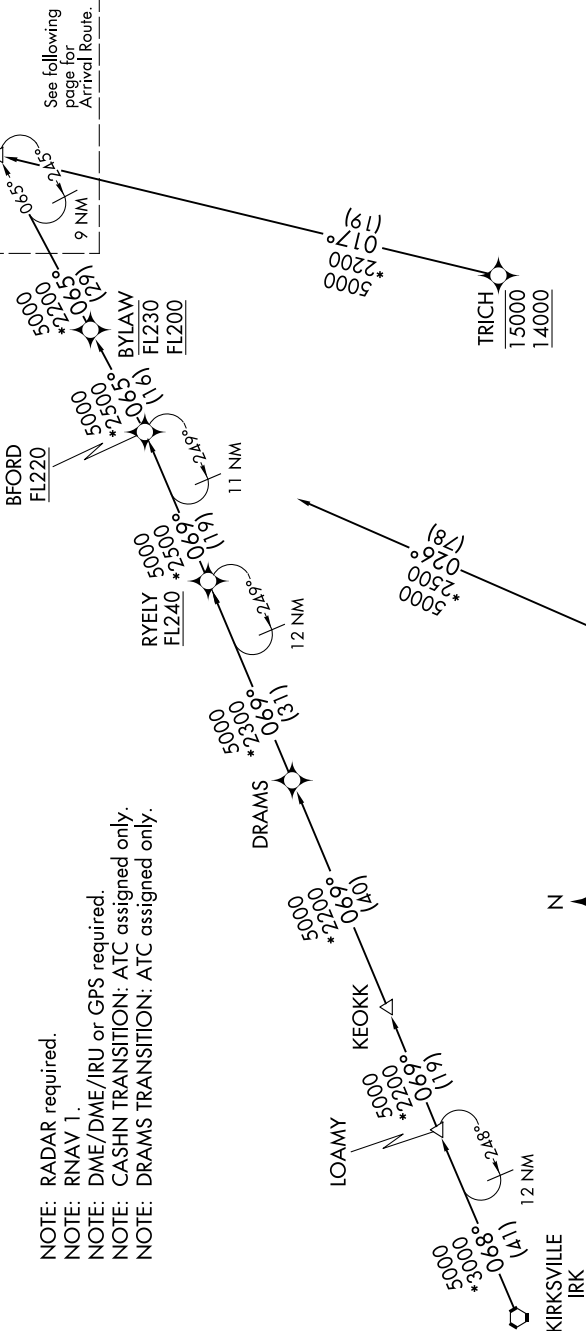 See following
page for
Arrival Route.
065°
245°
9 NM
5000
*2200
065°
(29)
BYLAW
FL230
FL200
5000
*2200
017°
(19)
TRICH
15000
14000
BFORD
FL220
5000
*2500
065°
(16)
249°
11 NM
RYELY
FL240
5000
*2500
069°
(19)
249°
12 NM
5000
*2500
026°
(78)
5000
*2300
069°
(31)
DRAMS
NOTE: RADAR required.
NOTE: RNAV 1.
NOTE: DME/DME/IRU or GPS required.
NOTE: CASHN TRANSITION: ATC assigned only.
NOTE: DRAMS TRANSITION: ATC assigned only.
5000
*2200
069°
(40)
N
KEOKK
5000
*2200
069°
(19)
LOAMY
248°
12 NM
5000
*3000
068°
(41)
KIRKSVILLE
IRK